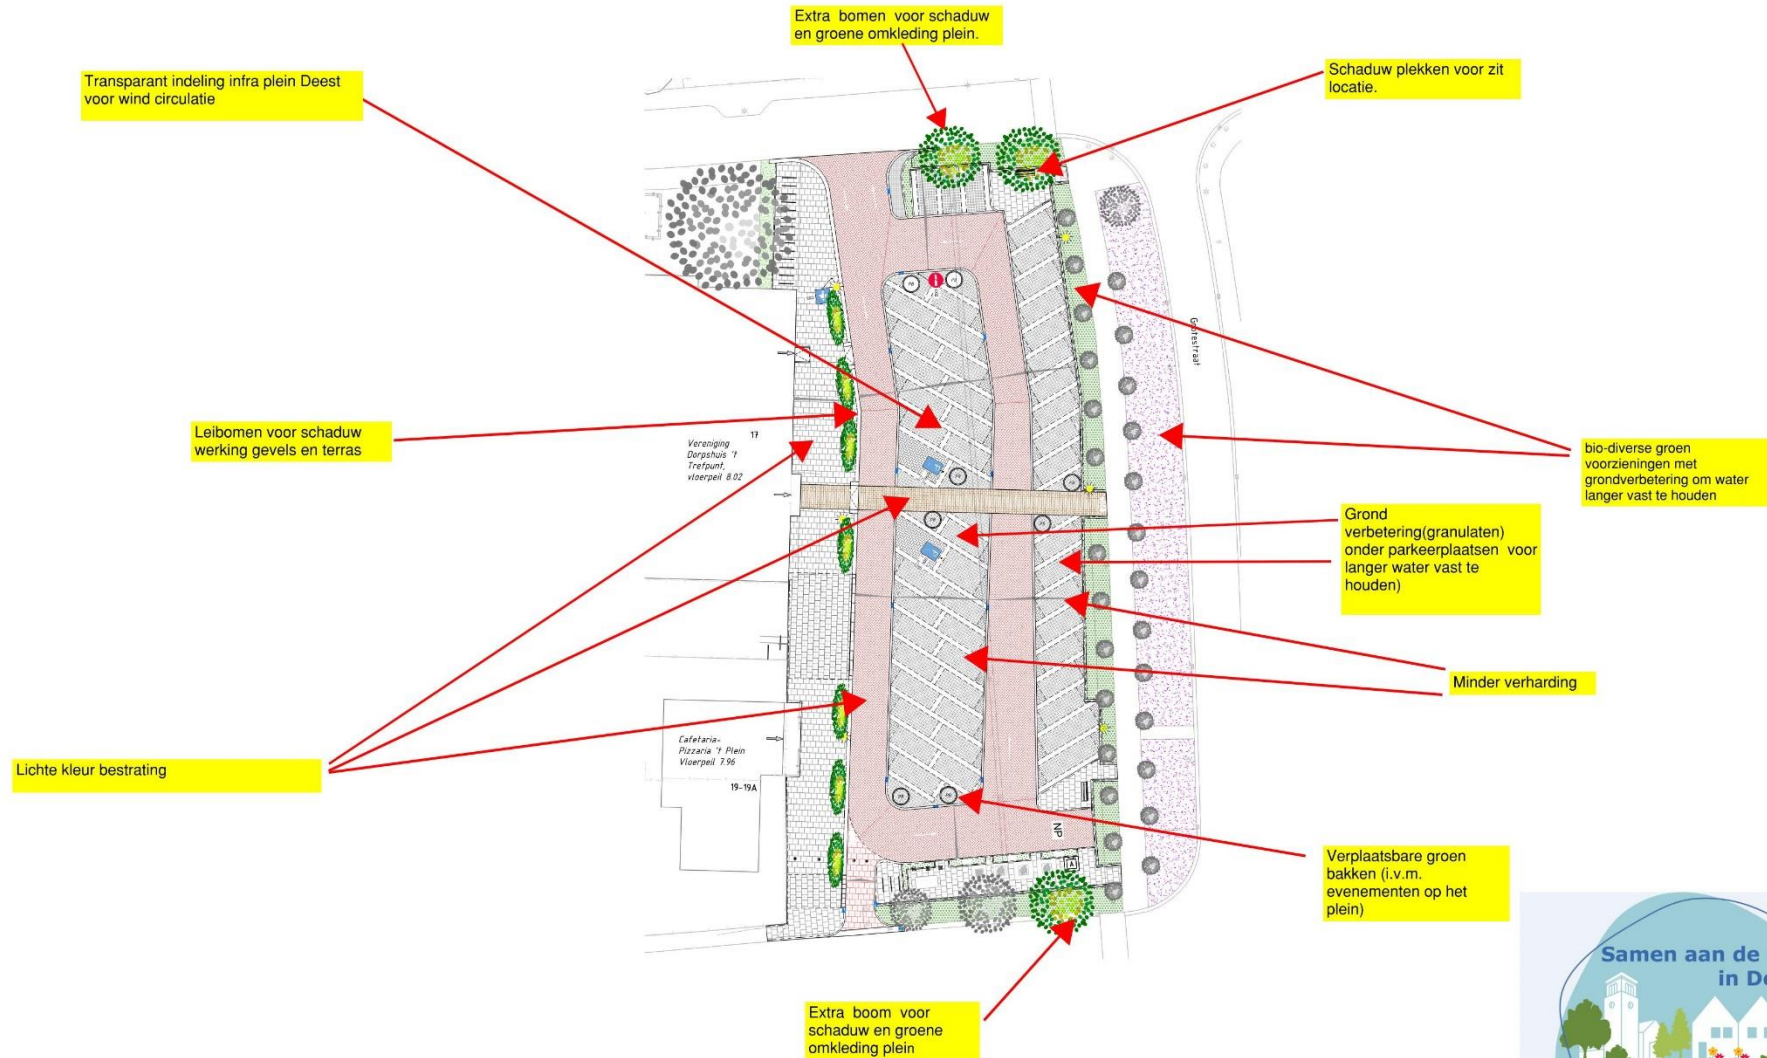 Extra bomen voor schaduw
en groene omkleding plein.
Transparant indeling infra plein Deest
voor wind circulatie
Schaduw plekken voor zit
locatie.
Grotestraat
Leibomen voor schaduw
werking gevels en terras
17
Vereniging
Dorpshuis 't
Trefpunt,
vloerpeil 8.02
bio-diverse groen
voorzieningen met
grondverbetering om water
langer vast te houden
Grond
verbetering(granulaten)
onder parkeerplaatsen voor
langer water vast te
houden)
Minder verharding
Lichte kleur bestrating
Cafetaria-
Pizzaria 't Plein
Vloerpeil 7.96
19-19A
NP
A
Verplaatsbare groen
bakken (i.v.m.
evenementen op het
plein)
Extra boom voor
schaduw en groene
omkleding plein
Samen aan de
in De